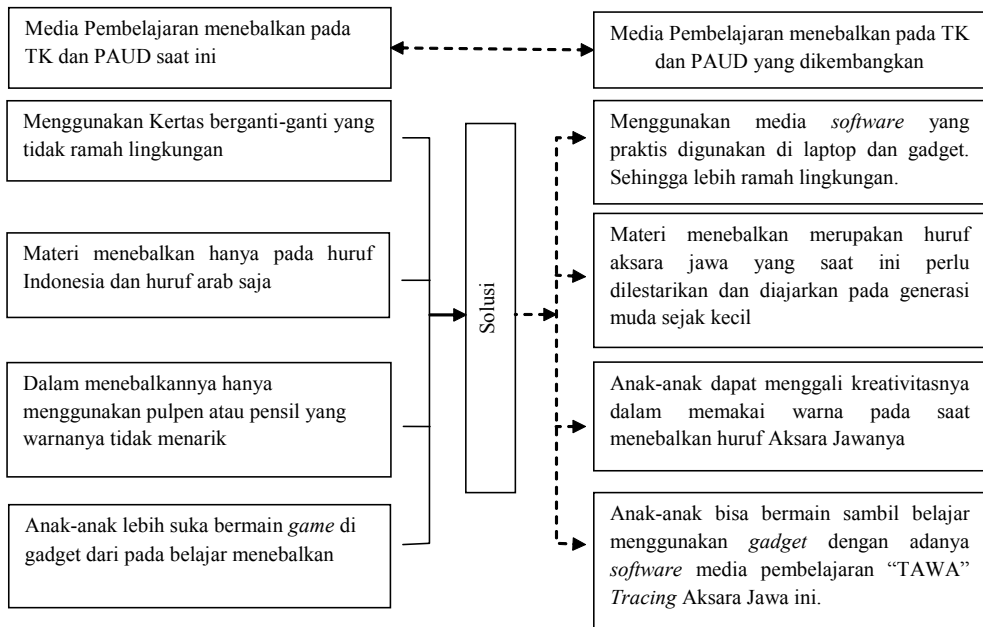 Media Pembelajaran menebalkan pada
TK dan PAUD saat ini
Media Pembelajaran menebalkan pada TK
dan PAUD yang dikembangkan
Menggunakan Kertas berganti-ganti yang
tidak ramah lingkungan
Materi menebalkan hanya pada huruf
Indonesia dan huruf arab saja
Dalam menebalkannya hanya
menggunakan pulpen atau pensil yang
warnanya tidak menarik
Anak-anak lebih suka bermain game di
gadget dari pada belajar menebalkan
Solusi
Menggunakan media software yang
praktis digunakan di laptop dan gadget.
Sehingga lebih ramah lingkungan.
Materi menebalkan merupakan huruf
aksara jawa yang saat ini perlu
dilestarikan dan diajarkan pada generasi
muda sejak kecil
Anak-anak dapat menggali kreativitasnya
dalam memakai warna pada saat
menebalkan huruf Aksara Jawanya
Anak-anak bisa bermain sambil belajar
menggunakan gadget dengan adanya
software media pembelajaran “TAWA”
Tracing Aksara Jawa ini.